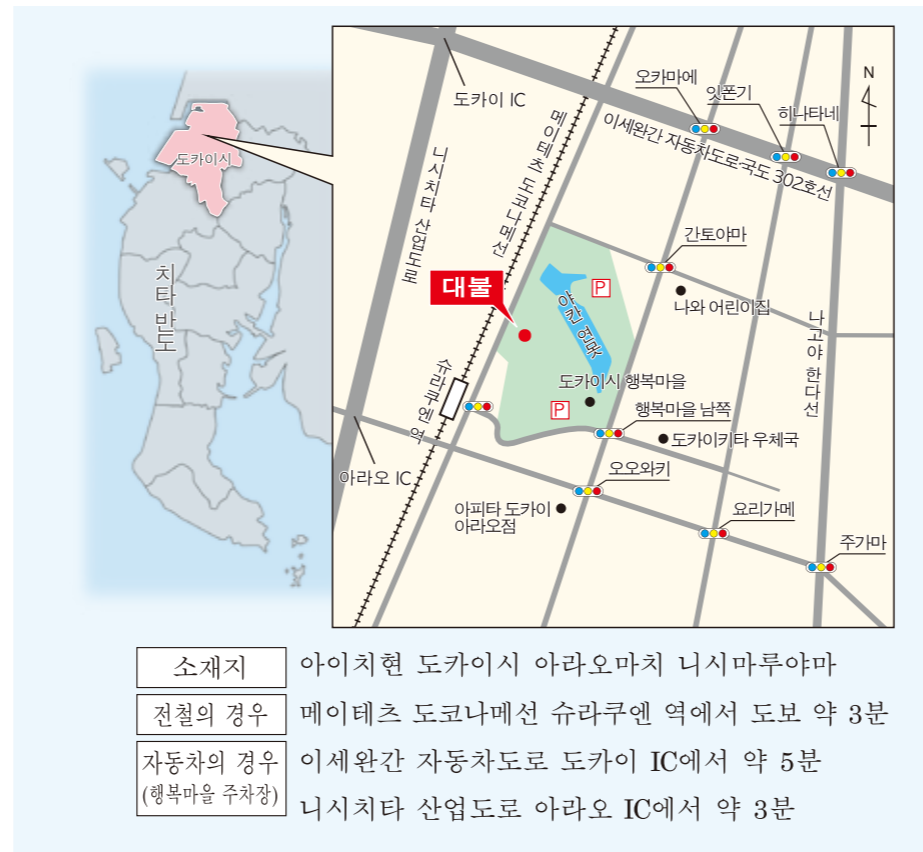 도카이시
치타 반도
도카이 IC
오카마에
잇폰기
히나타네
N
이세완간 자동차도로·국도 302호선
메이테츠 도코나메선
니시치타 산업도로
간토야마
대불
P
야칸 연못
나와 어린이집
나고야 한다선
도카이시 행복마을
슈라쿠엔 역
P
행복마을 남쪽
도카이키타 우체국
아라오 IC
오오와키
아피타 도카이
아라오점
요리가메
주가마
소재지 아이치현 도카이시 아라오마치 니시마루야마
전철의 경우 메이테츠 도코나메선 슈라쿠엔 역에서 도보 약 3분
자동차의 경우 이세완간 자동차도로 도카이 IC에서 약 5분
(행복마을 주차장)
니시치타 산업도로 아라오 IC에서 약 3분